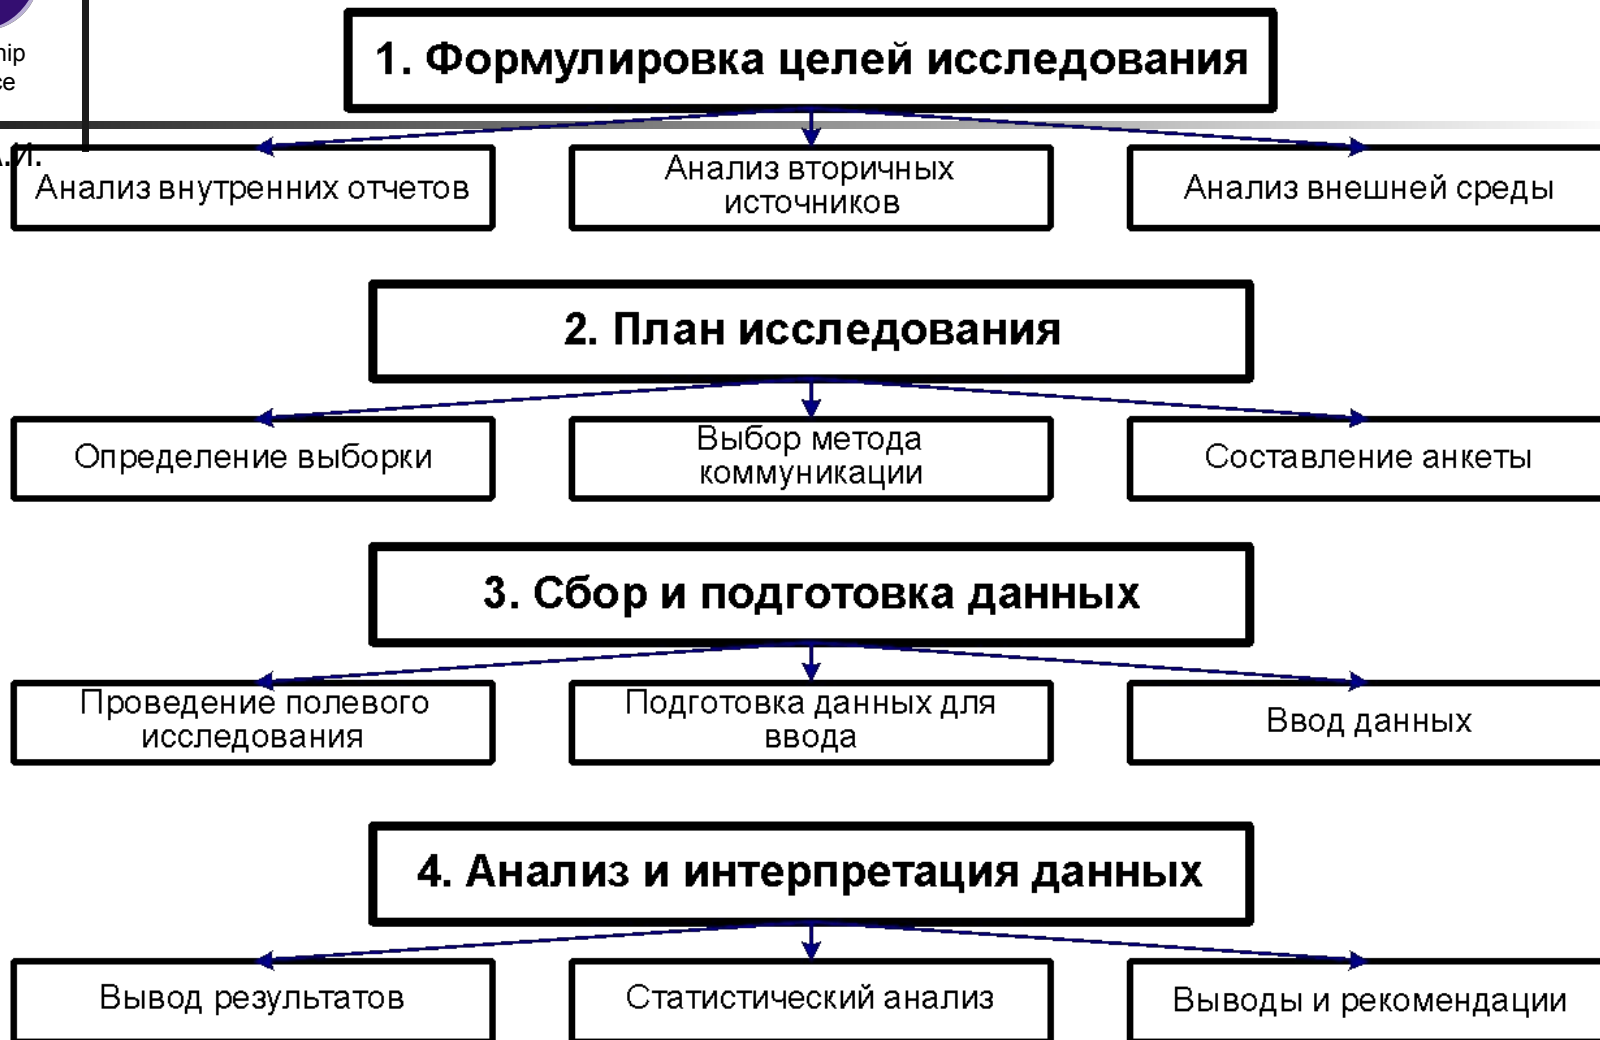 1. Формулировка целей исследования
Анализ внутренних отчетов
Анализ вторичных
источников
Анализ внешней среды
2. План исследования
Определение выборки
Выбор метода
коммуникации
Составление анкеты
3. Сбор и подготовка данных
Проведение полевого
исследования
Подготовка данных для
ввода
Ввод данных
4. Анализ и интерпретация данных
Вывод результатов
Статистический анализ
Выводы и рекомендации